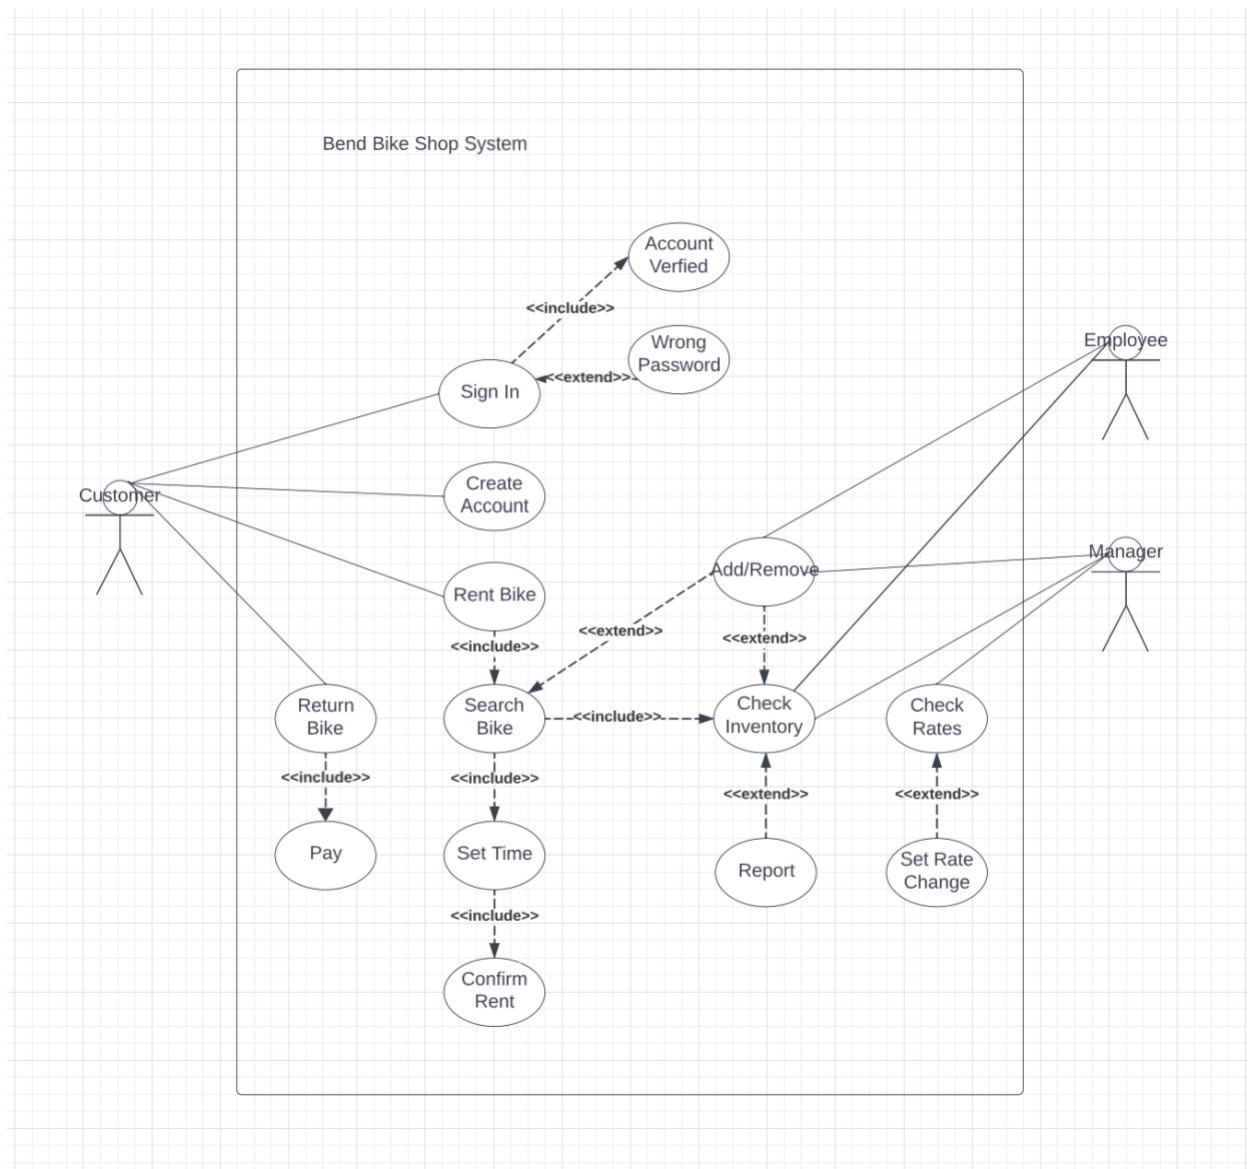 Bend Bike Shop System
Account
Verfied
<<include>>
Wrong
Password
<<extend>>
Sign In
Employee
Customer
Create
Account
Manager
Add/Remove
Rent Bike
<<extend>>
<<extend>>
<<include>>
Return
Bike
Search
Bike
<<include>>
Check
Inventory
Check
Rates
<<include>>
<<include>>
<<extend>>
<<extend>>
Pay
Set Time
Report
Set Rate
Change
<<include>>
Confirm
Rent